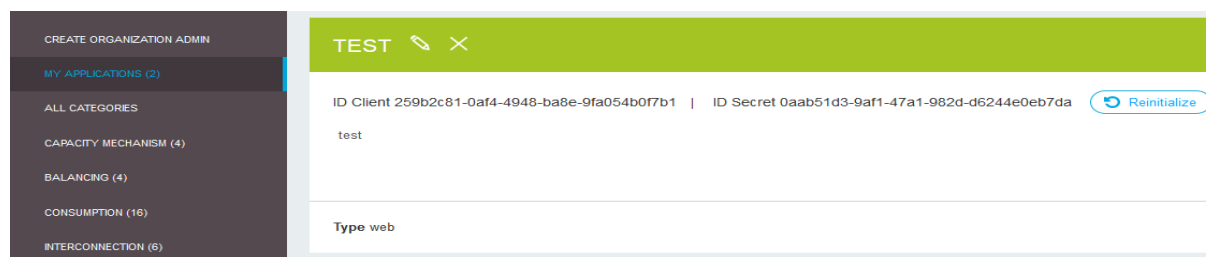 CREATE ORGANIZATION ADMIN
MY APPLICATIONS (2)
ALL CATEGORIES
CAPACITY MECHANISM (4)
BALANCING (4)
CONSUMPTION (16)
INTERCONNECTION (6)
TEST
ID Client 259b2c81-0af4-4948-ba8e-9fa054b0f7b1 | ID Secret 0aab51d3-9af1-47a1-982d-d6244e0eb7da Reinitialize
test
Type web